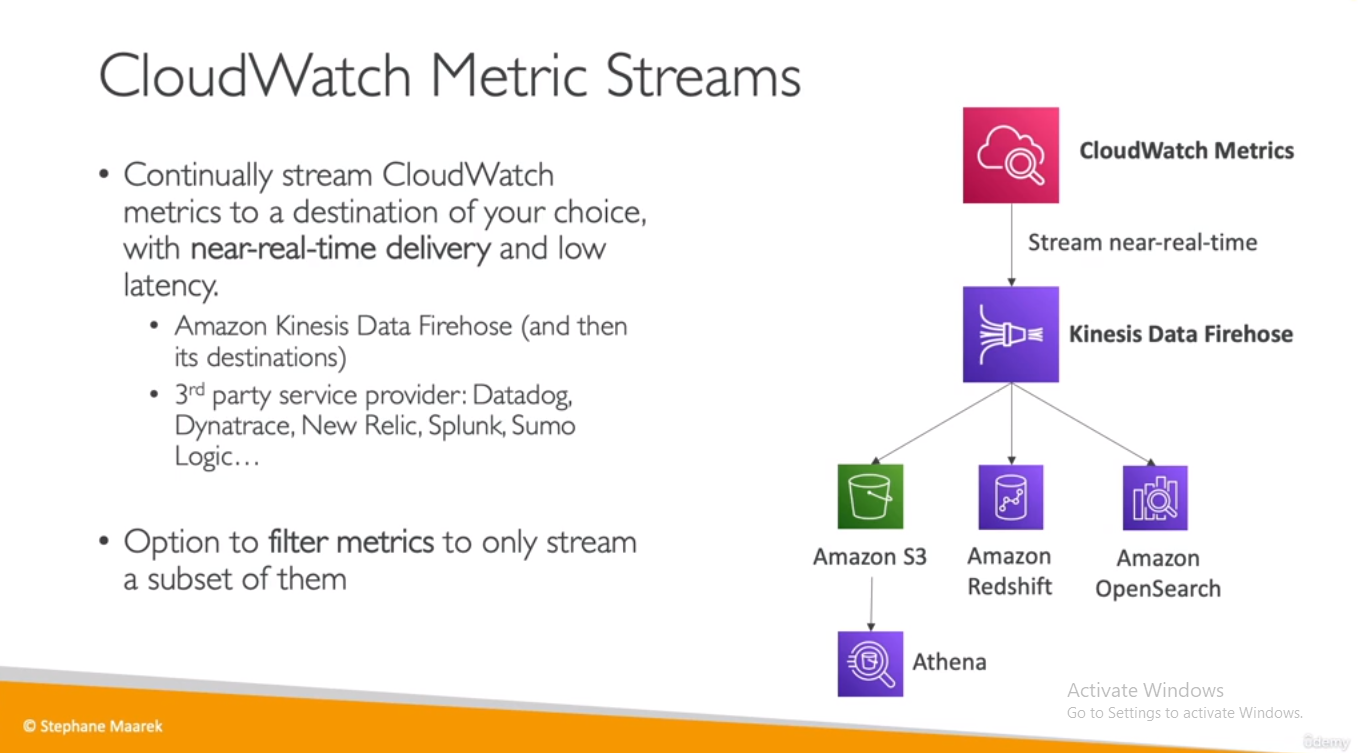 CloudWatch Metric Streams
• Continually stream CloudWatch
metrics to a destination of your choice,
with near-real-time delivery and low
latency.
• Amazon Kinesis Data Firehose (and then
its destinations)
• 3rd party service provider: Datadog,
Dynatrace, New Relic, Splunk, Sumo
Logic…
• Option to filter metrics to only stream
a subset of them
CloudWatch Metrics
Stream near-real-time
Kinesis Data Firehose
Amazon S3
Amazon
Redshift
Amazon
OpenSearch
Athena
Activate Windows
Go to Settings to activate Windows.
© Stephane Maarek
ûdemy